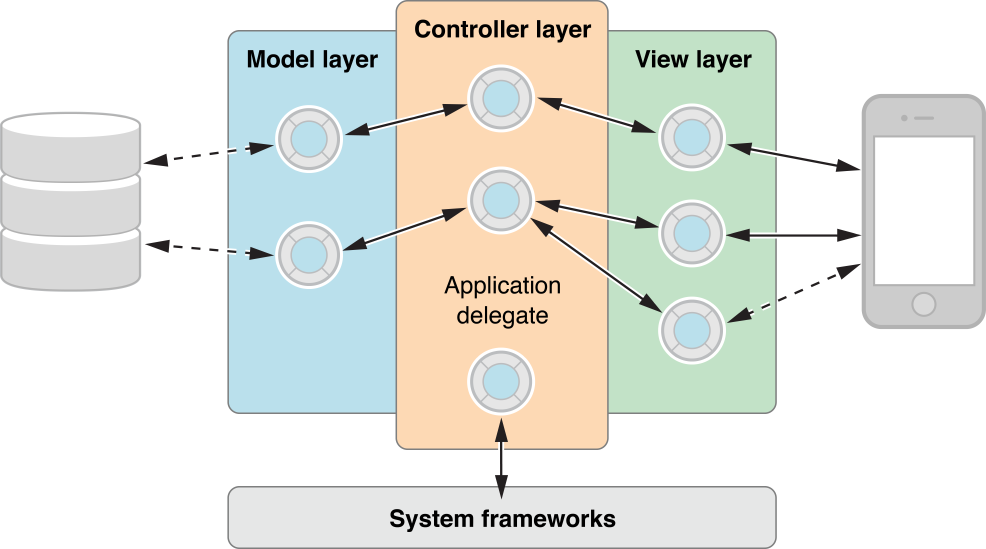 Controller layer
Model layer
View layer
Application
delegate
System frameworks